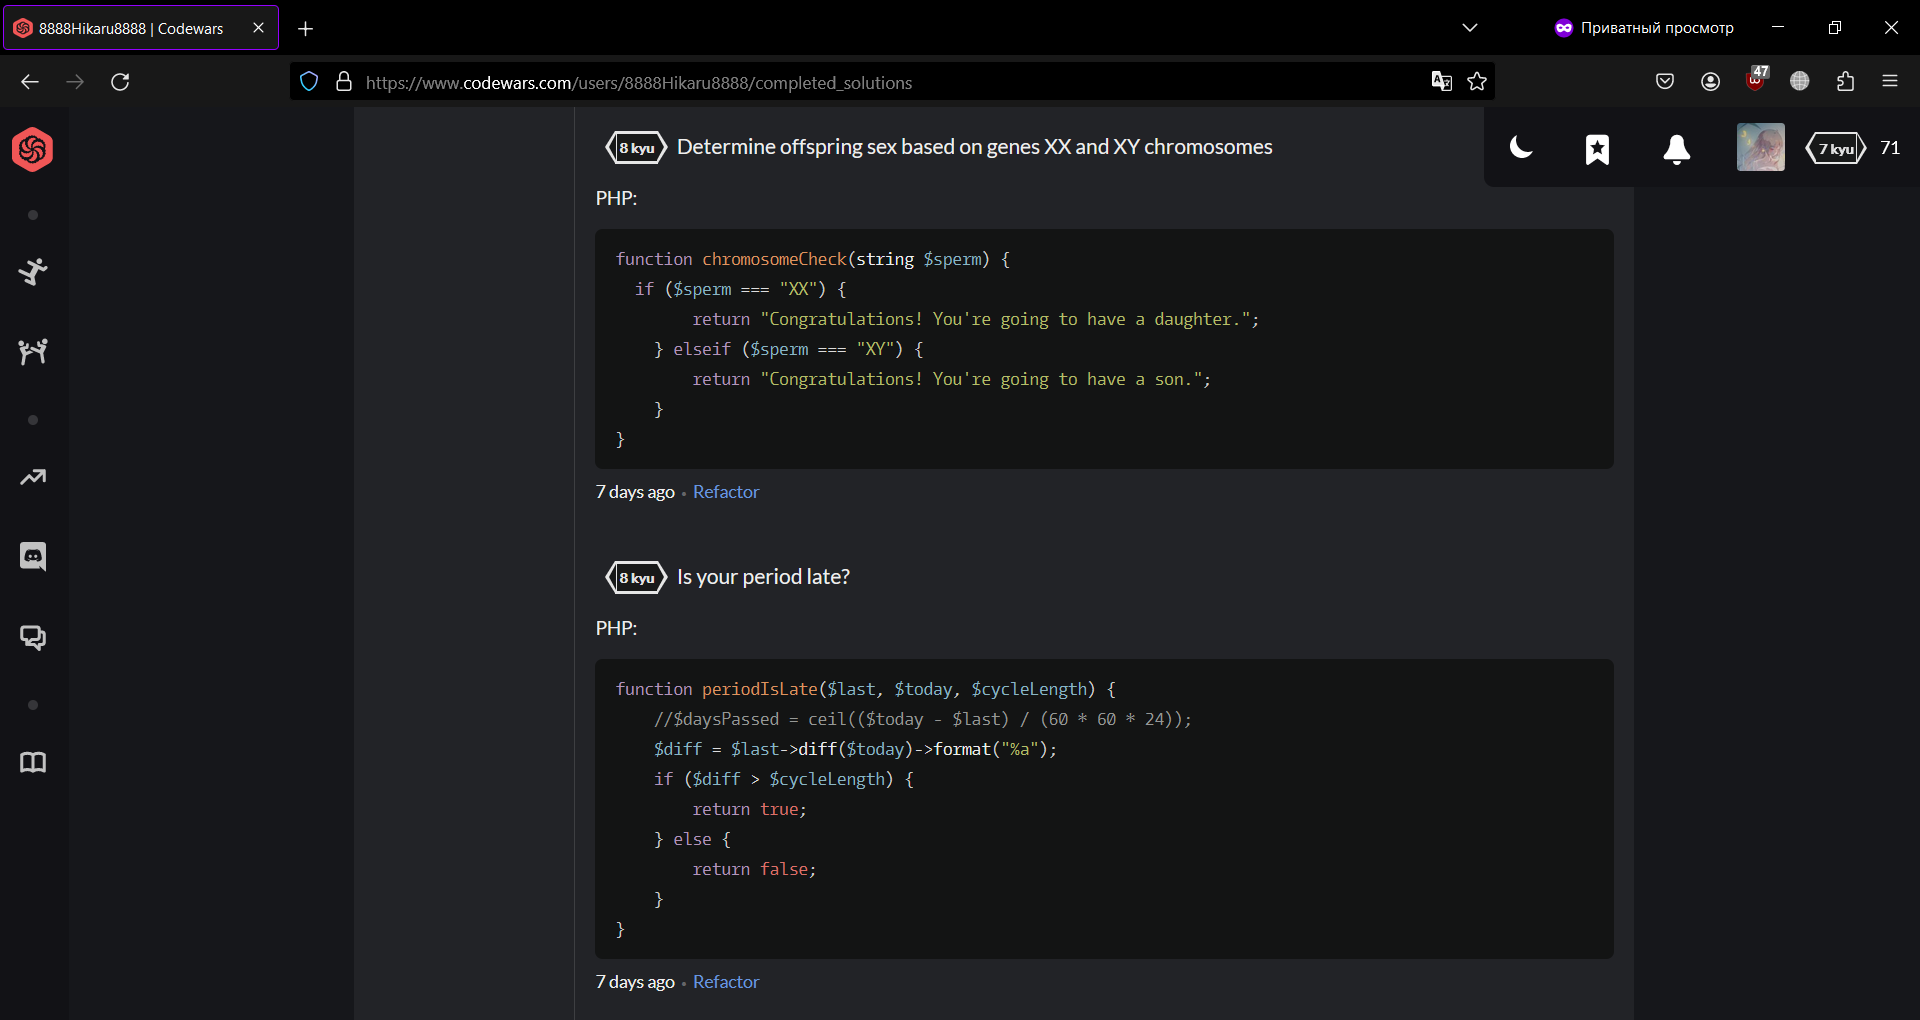 8888Hikaru8888 | Codewars
Приватный просмотр
https://www.codewars.com/users/8888Hikaru8888/completed_solutions
47
8 kyu Determine offspring sex based on genes XX and XY chromosomes
7 kyu 71
PHP:
function chromosomeCheck(string $sperm) {
if ($sperm === "XX") {
return "Congratulations! You're going to have a daughter.";
} elseif ($sperm === "XY") {
return "Congratulations! You're going to have a son.";
}
}
7 days ago • Refactor
8 kyu Is your period late?
PHP:
function periodIsLate($last, $today, $cycleLength) {
//$daysPassed = ceil(($today - $last) / (60 * 60 * 24));
$diff = $last->diff($today)->format("%a");
if ($diff > $cycleLength) {
return true;
} else {
return false;
}
}
7 days ago • Refactor